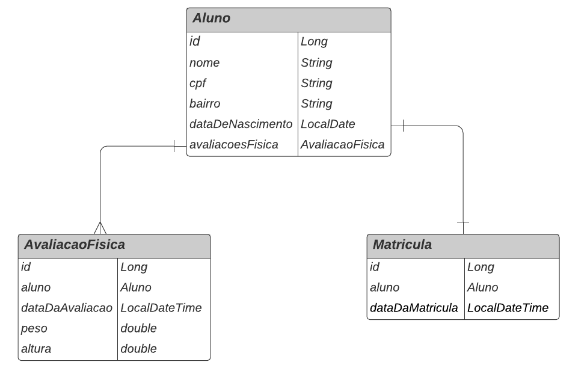 Aluno
id Long
nome String
cpf String
bairro String
dataDeNascimento LocalDate
avaliacoesFisica AvaliacaoFisica
AvaliacaoFisica
id Long
aluno Aluno
dataDaAvaliacao LocalDateTime
peso double
altura double
Matricula
id Long
aluno Aluno
dataDaMatricula LocalDateTime